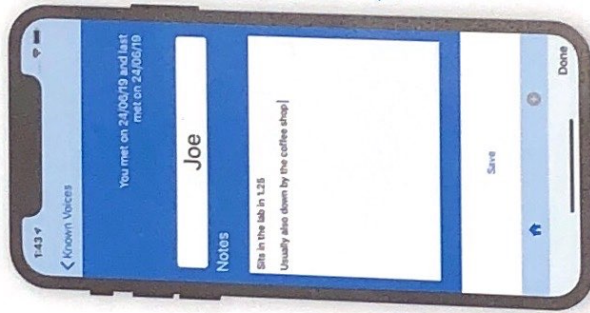 1:43
Known Voices
You met on 24/06/19 and last
met on 24/06/19
Joe
Notes
Sits in the lab in 1.25
Usually also down by the coffee shop
Save
Done